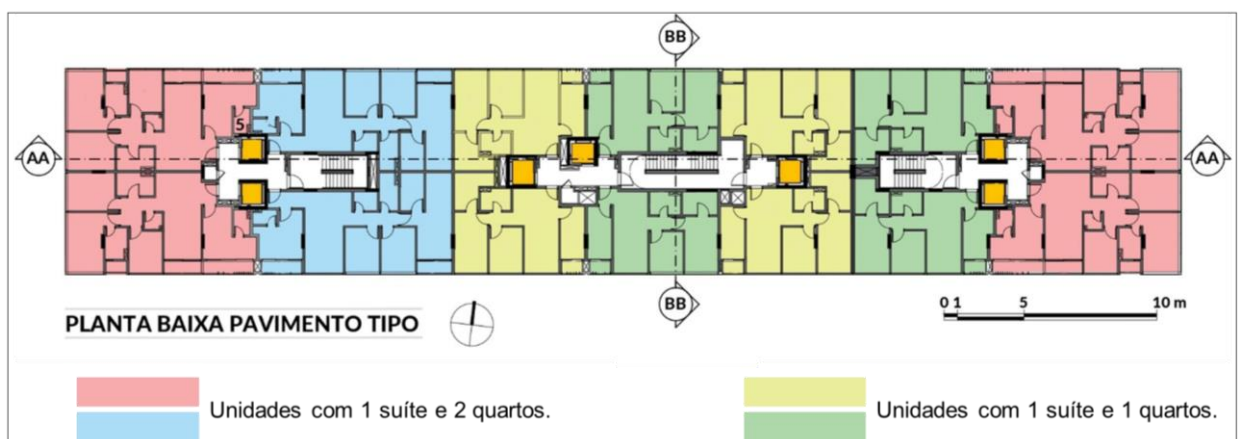 BB
5
AA
AA
BB
PLANTA BAIXA PAVIMENTO TIPO
0 1 5 10 m
Unidades com 1 suíte e 2 quartos.
Unidades com 1 suíte e 1 quartos.